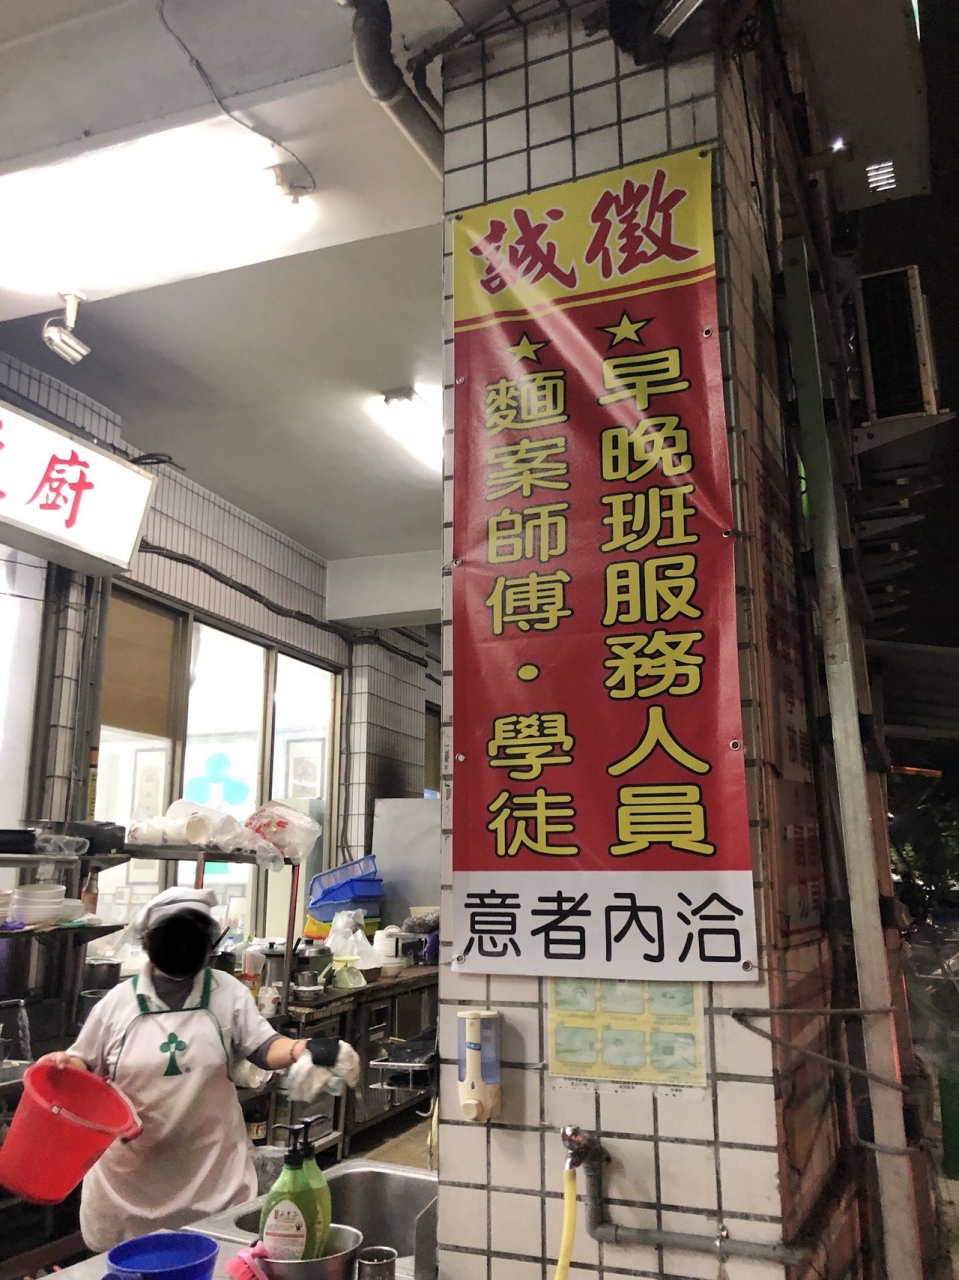 誠徵
★早晚班服務人員
★麵案師傅・學徒
意者內洽
廚